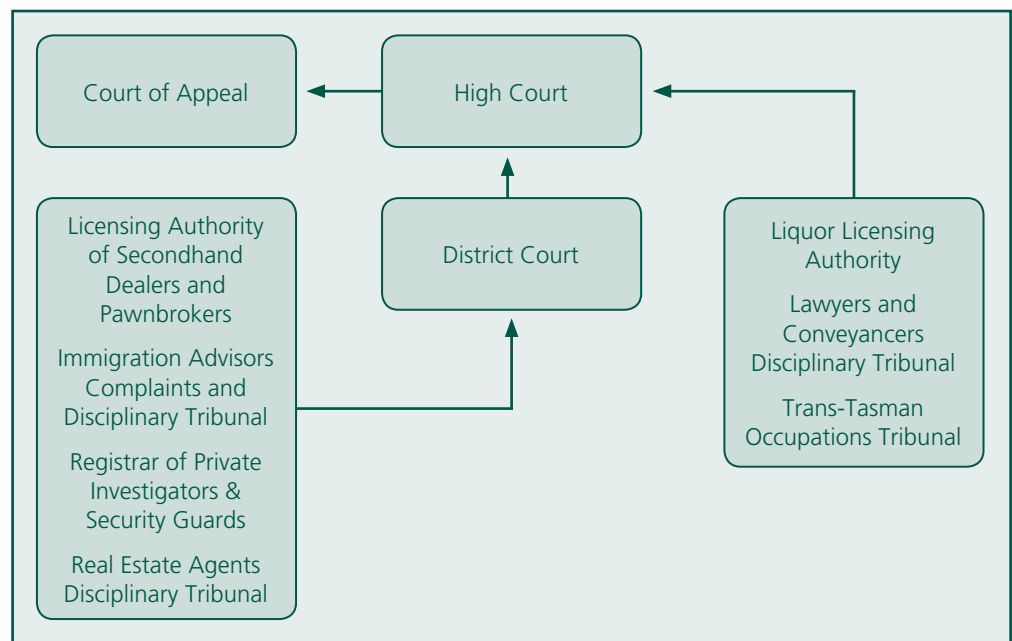 Court of Appeal
High Court
Licensing Authority
of Secondhand
Dealers and
Pawnbrokers
Immigration Advisors
Complaints and
Disciplinary Tribunal
Registrar of Private
Investigators &
Security Guards
Real Estate Agents
Disciplinary Tribunal
District Court
Liquor Licensing
Authority
Lawyers and
Conveyancers
Disciplinary Tribunal
Trans-Tasman
Occupations Tribunal